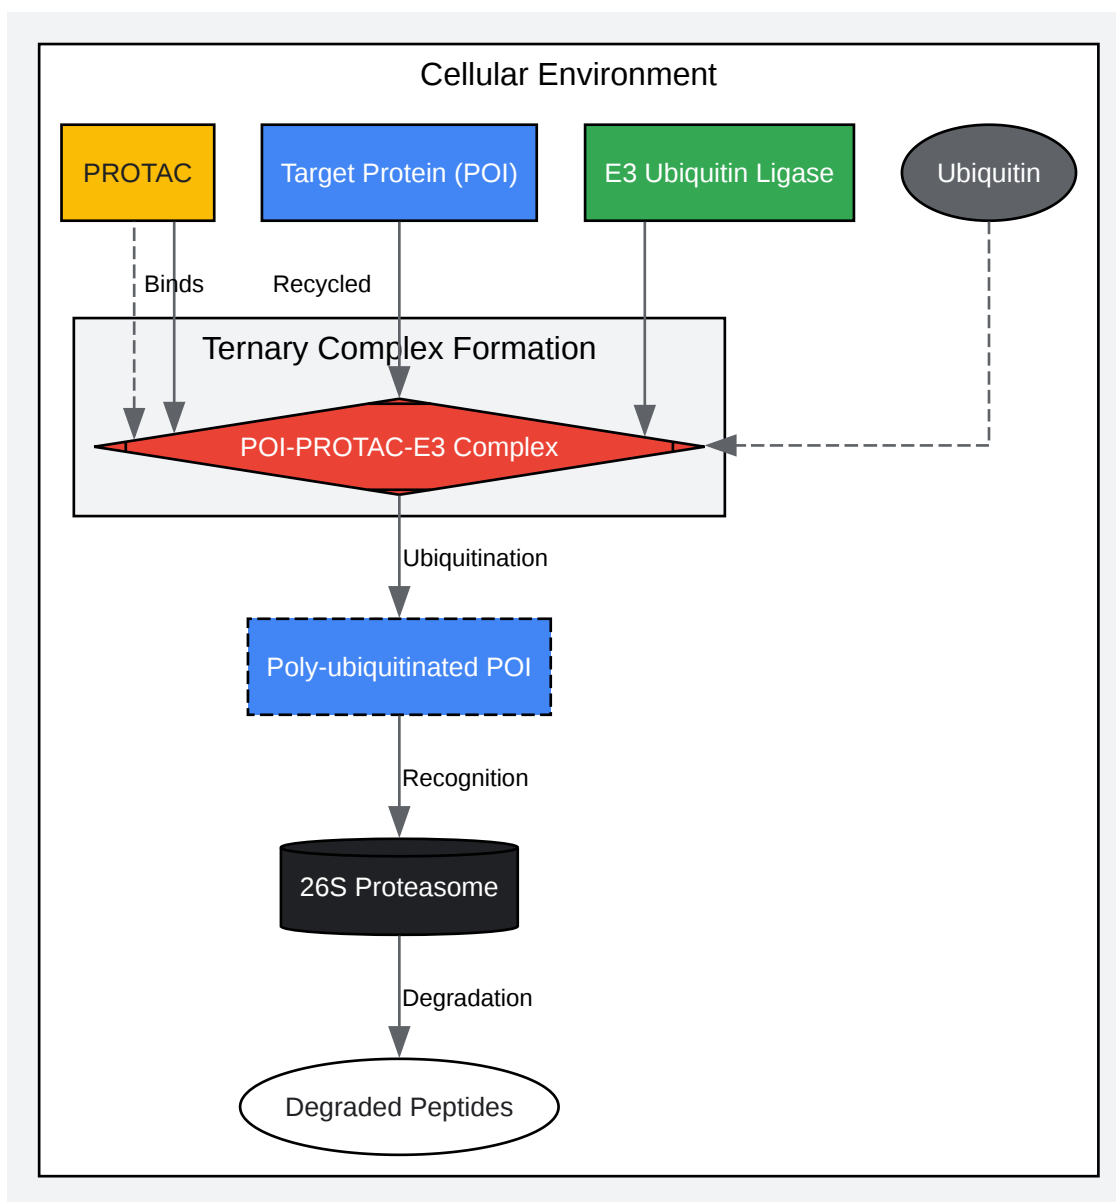 Cellular Environment
PROTAC
Target Protein (POI)
E3 Ubiquitin Ligase
Ubiquitin
Binds
Recycled
Ternary Complex Formation
POI-PROTAC-E3 Complex
Ubiquitination
Poly-ubiquitinated POI
Recognition
26S Proteasome
Degradation
Degraded Peptides